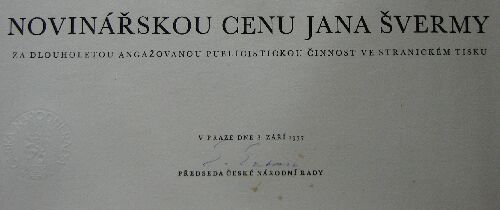 NOVINÁŘSKOU CENU JANA ŠVERMY
ZA DLOUHOLETOU ANGAŽOVANOU PUBLICISTICKOU ČINNOST VE STRANICKÉM TISKU
V PRAZE DNE 3. ZÁŘÍ 1977
PŘEDSEDA ČESKÉ NÁRODNÍ RADY